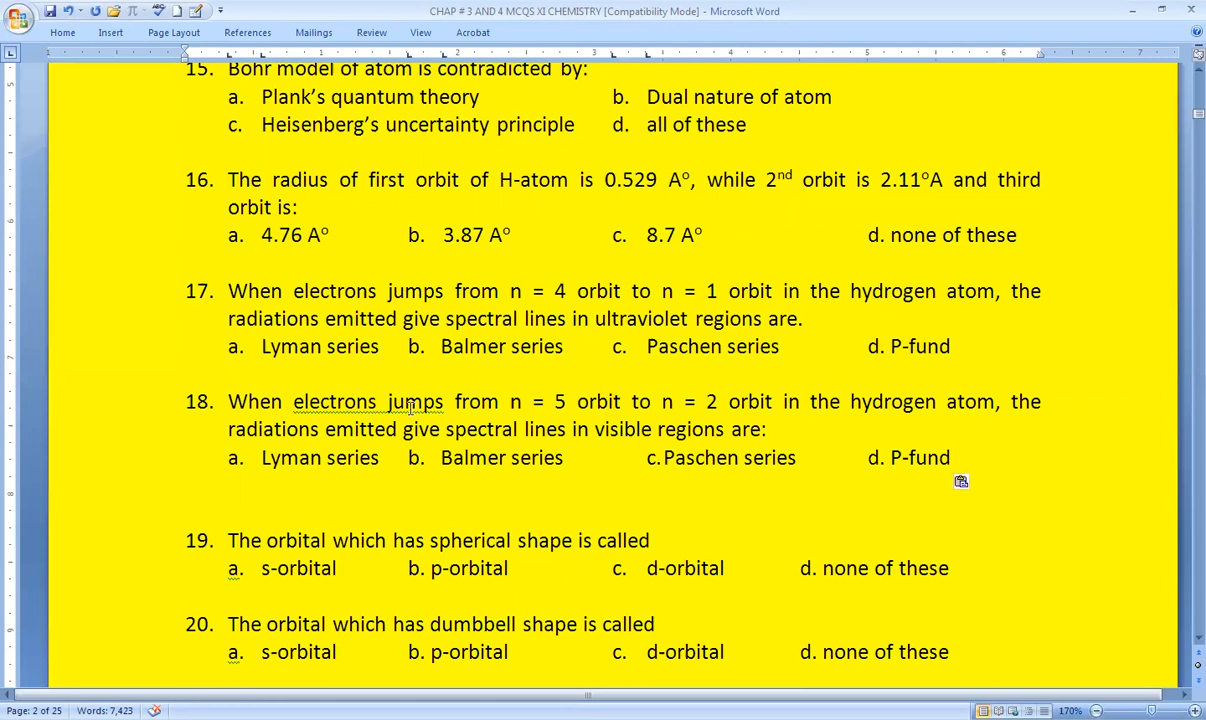 CHAP # 3 AND 4 MCQS XI CHEMISTRY [Compatibility Mode] - Microsoft Word
Home Insert Page Layout References Mailings Review View Acrobat
15. Bohr model of atom is contradicted by:
a. Plank's quantum theory b. Dual nature of atom
c. Heisenberg's uncertainty principle d. all of these
16. The radius of first orbit of H-atom is 0.529 Aᵒ, while 2ⁿᵈ orbit is 2.11ᵒA and third
orbit is:
a. 4.76 Aᵒ b. 3.87 Aᵒ c. 8.7 Aᵒ d. none of these
17. When electrons jumps from n = 4 orbit to n = 1 orbit in the hydrogen atom, the
radiations emitted give spectral lines in ultraviolet regions are.
a. Lyman series b. Balmer series c. Paschen series d. P-fund
18. When electrons jumps from n = 5 orbit to n = 2 orbit in the hydrogen atom, the
radiations emitted give spectral lines in visible regions are:
a. Lyman series b. Balmer series c.Paschen series d. P-fund
19. The orbital which has spherical shape is called
a. s-orbital b. p-orbital c. d-orbital d. none of these
20. The orbital which has dumbbell shape is called
a. s-orbital b. p-orbital c. d-orbital d. none of these
Page: 2 of 25 Words: 7,423 170%